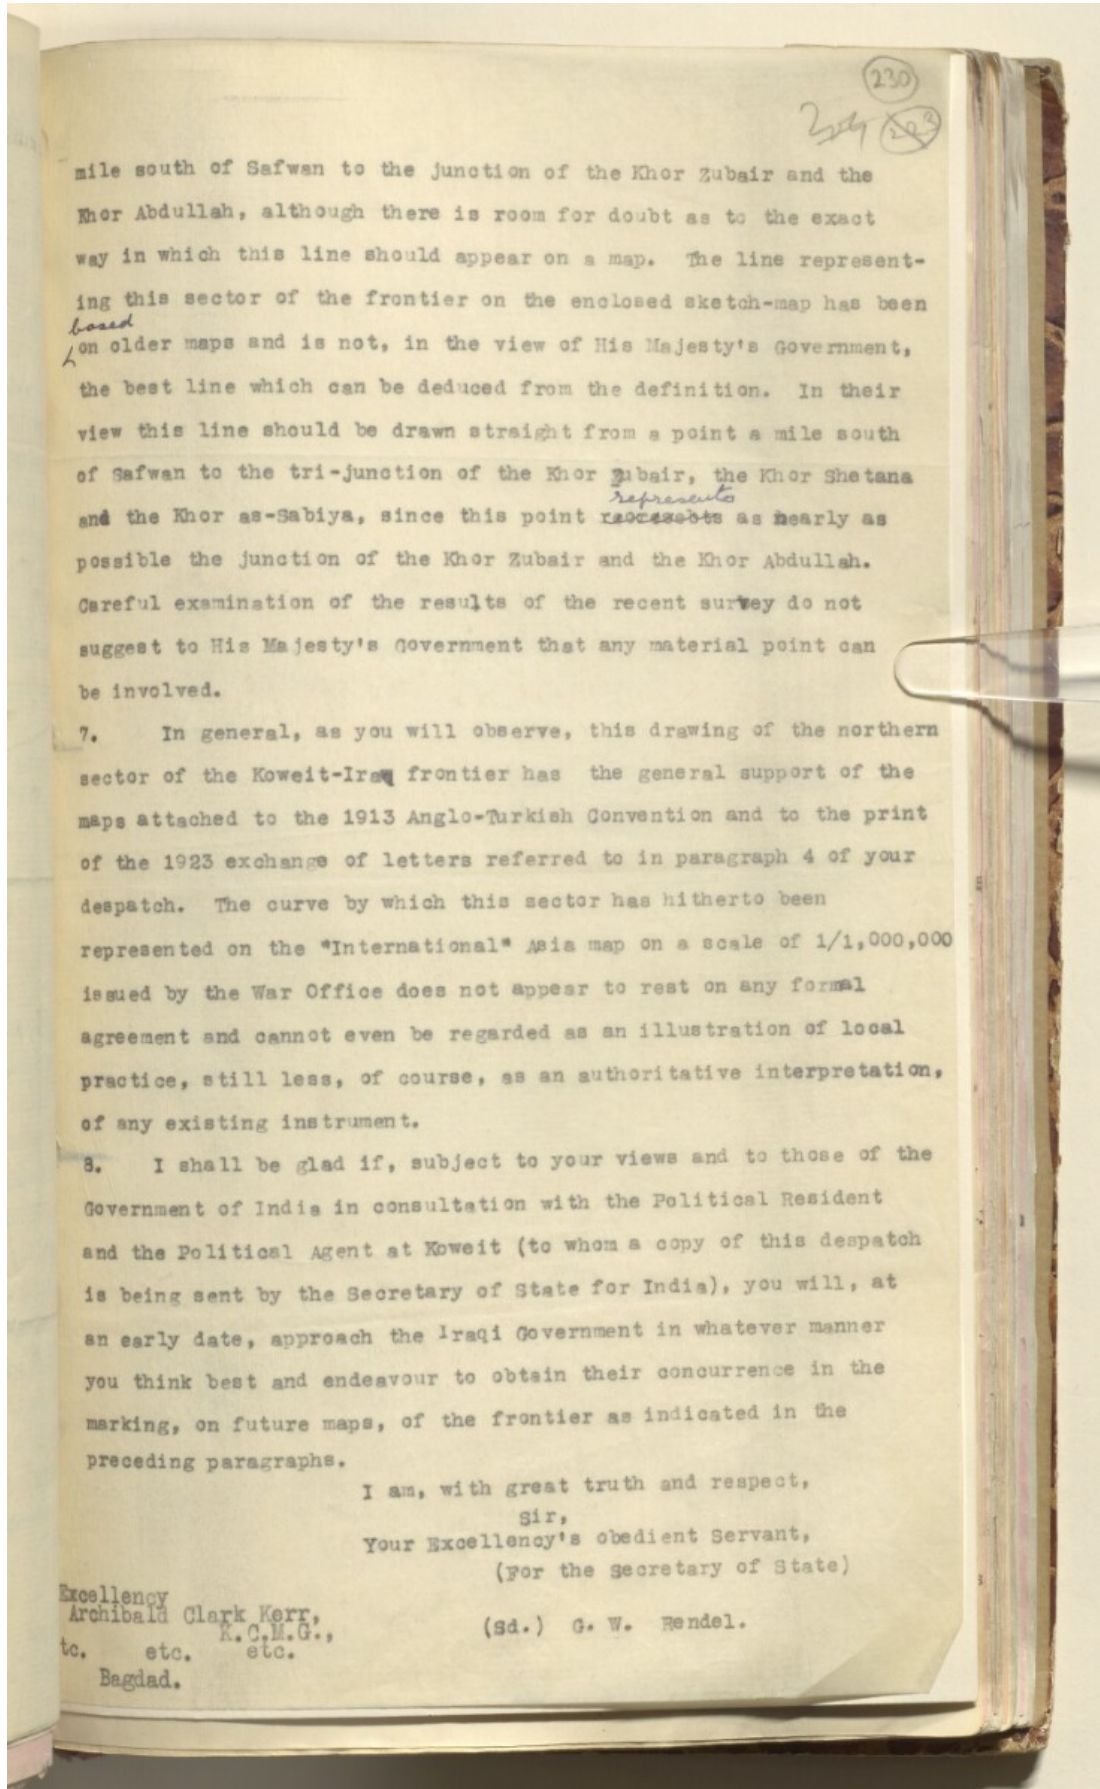 230
mile south of Safwan to the junction of the Khor Zubair and the
Khor Abdullah, although there is room for doubt as to the exact
way in which this line should appear on a map. The line represent-
ing this sector of the frontier on the enclosed sketch-map has been
based
on older maps and is not, in the view of His Majesty's Government,
the best line which can be deduced from the definition. In their
view this line should be drawn straight from a point a mile south
of Safwan to the tri-junction of the Khor Zubair, the Khor Shetana
represents
and the Khor as-Sabiya, since this point as nearly as
possible the junction of the Khor Zubair and the Khor Abdullah.
Careful examination of the results of the recent survey do not
suggest to His Majesty's Government that any material point can
be involved.
7. In general, as you will observe, this drawing of the northern
sector of the Koweit-Iraq frontier has the general support of the
maps attached to the 1913 Anglo-Turkish Convention and to the print
of the 1923 exchange of letters referred to in paragraph 4 of your
despatch. The curve by which this sector has hitherto been
represented on the "International" Asia map on a scale of 1/1,000,000
issued by the War Office does not appear to rest on any formal
agreement and cannot even be regarded as an illustration of local
practice, still less, of course, as an authoritative interpretation,
of any existing instrument.
8. I shall be glad if, subject to your views and to those of the
Government of India in consultation with the Political Resident
and the Political Agent at Koweit (to whom a copy of this despatch
is being sent by the Secretary of State for India), you will, at
an early date, approach the Iraqi Government in whatever manner
you think best and endeavour to obtain their concurrence in the
marking, on future maps, of the frontier as indicated in the
preceding paragraphs.
I am, with great truth and respect,
Sir,
Your Excellency's obedient Servant,
(For the Secretary of State)
(Sd.) G. W. Rendel.
Excellency
Archibald Clark Kerr,
K.C.M.G.,
tc. etc. etc.
Bagdad.